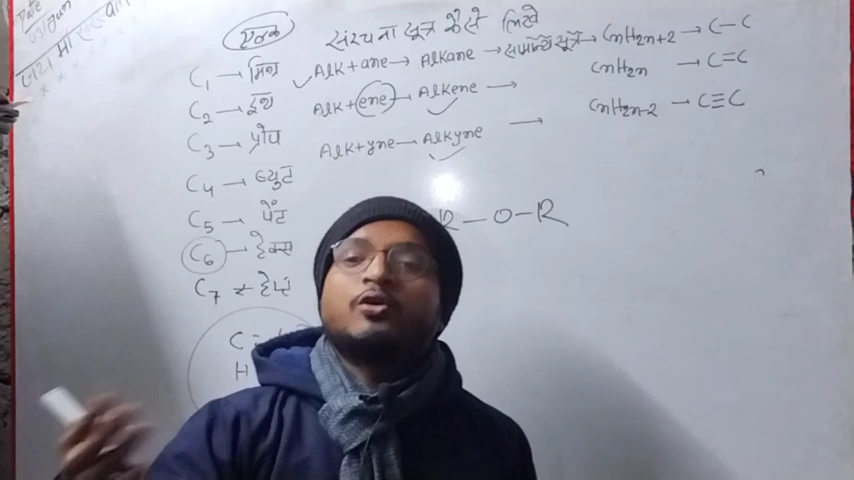 Date
एल्क
संरचना सूत्र कैसे लिखे
C₁ → मिथ
Alk + ane → Alkane → सामान्य सूत्र → CnH2n+2 → C–C
C₂ → इथ
Alk + ene → Alkene → CnH2n → C=C
C₃ → प्रोप
Alk + yne → Alkyne → CnH2n-2 → C≡C
C₄ → ब्युट
C₅ → पेंट
R – O – R
C₆ → हेक्स
C₇ → हेप्ट
C =
H